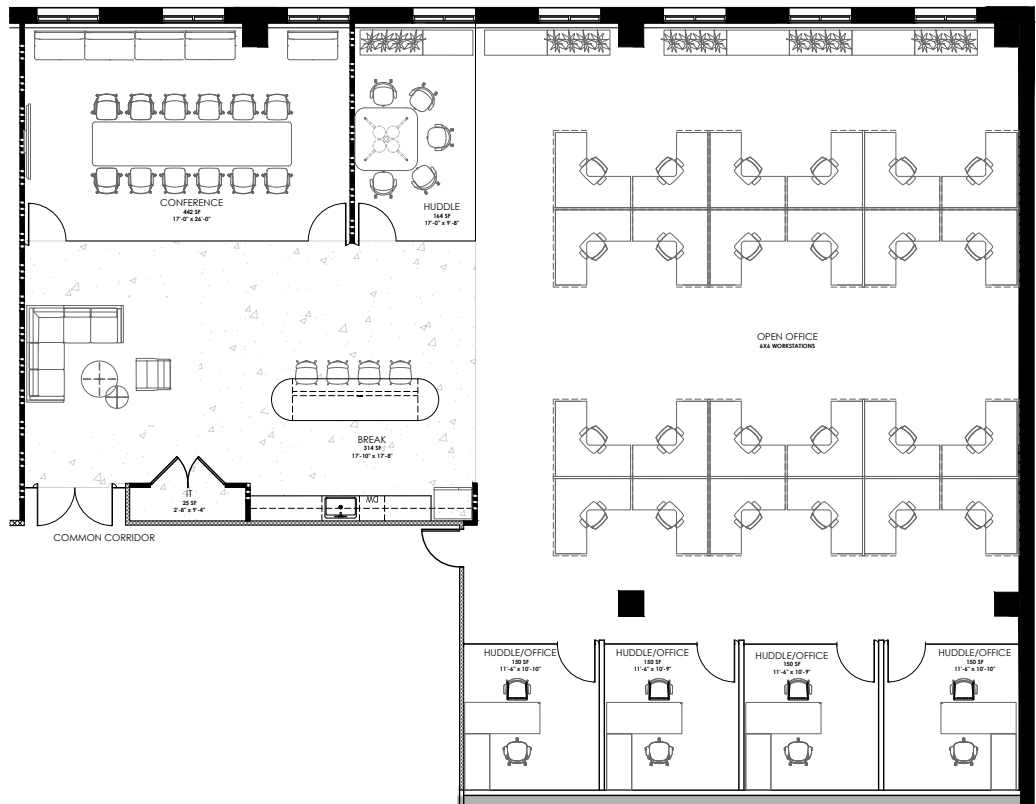 CONFERENCE
442 SF
17'-0" x 26'-0"
HUDDLE
164 SF
17'-0" x 9'-8"
OPEN OFFICE
6X6 WORKSTATIONS
BREAK
314 SF
17'-10" x 17'-8"
IT
25 SF
2'-8" x 9'-4"
DW
COMMON CORRIDOR
HUDDLE/OFFICE
150 SF
11'-6" x 10'-10"
HUDDLE/OFFICE
150 SF
11'-6" x 10'-9"
HUDDLE/OFFICE
150 SF
11'-6" x 10'-9"
HUDDLE/OFFICE
150 SF
11'-6" x 10'-10"